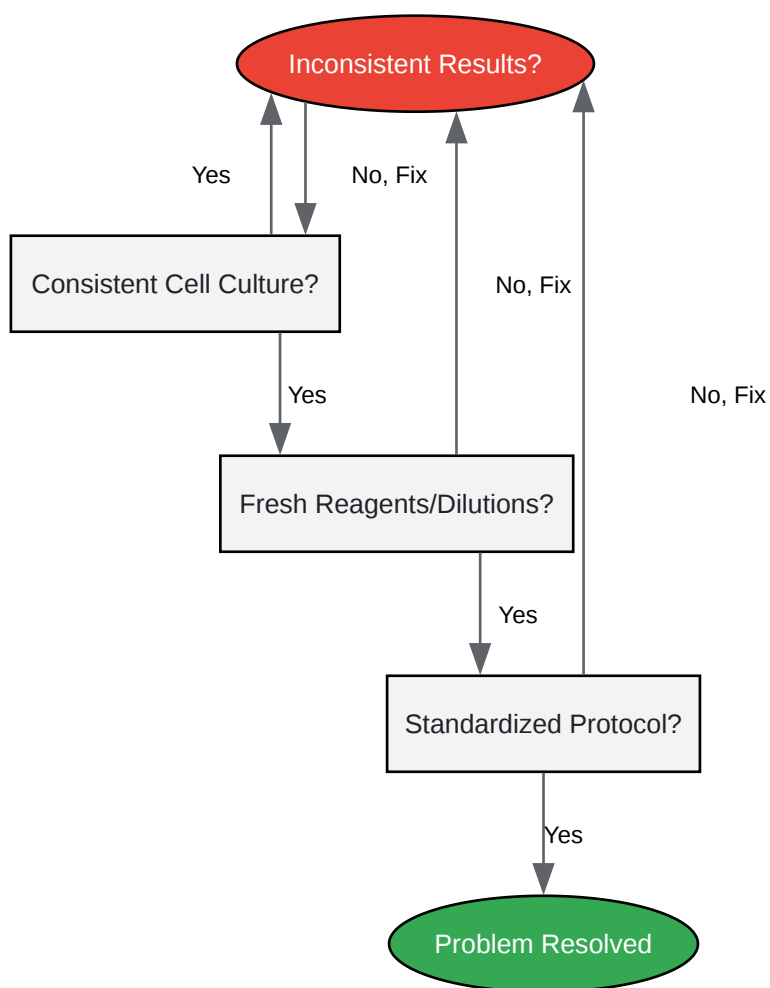 Inconsistent Results?
Yes
No, Fix
Consistent Cell Culture?
No, Fix
Yes
No, Fix
Fresh Reagents/Dilutions?
Yes
Standardized Protocol?
Yes
Problem Resolved